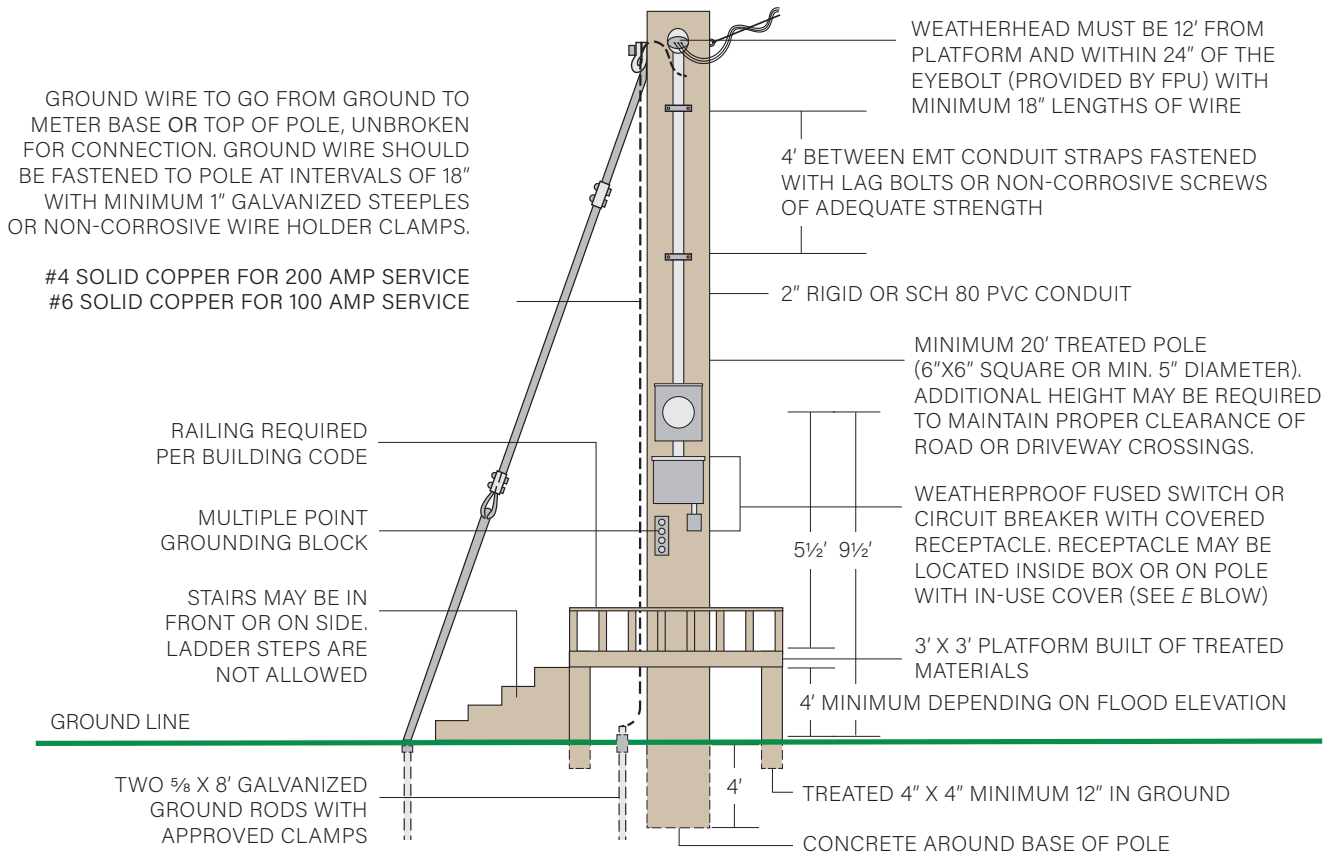 WEATHERHEAD MUST BE 12' FROM
PLATFORM AND WITHIN 24" OF THE
EYEBOLT (PROVIDED BY FPU) WITH
MINIMUM 18" LENGTHS OF WIRE
GROUND WIRE TO GO FROM GROUND TO
METER BASE OR TOP OF POLE, UNBROKEN
FOR CONNECTION. GROUND WIRE SHOULD
BE FASTENED TO POLE AT INTERVALS OF 18"
WITH MINIMUM 1" GALVANIZED STEEPLES
OR NON-CORROSIVE WIRE HOLDER CLAMPS.
4' BETWEEN EMT CONDUIT STRAPS FASTENED
WITH LAG BOLTS OR NON-CORROSIVE SCREWS
OF ADEQUATE STRENGTH
#4 SOLID COPPER FOR 200 AMP SERVICE
#6 SOLID COPPER FOR 100 AMP SERVICE
2" RIGID OR SCH 80 PVC CONDUIT
MINIMUM 20' TREATED POLE
(6"X6" SQUARE OR MIN. 5" DIAMETER).
ADDITIONAL HEIGHT MAY BE REQUIRED
TO MAINTAIN PROPER CLEARANCE OF
ROAD OR DRIVEWAY CROSSINGS.
RAILING REQUIRED
PER BUILDING CODE
MULTIPLE POINT
GROUNDING BLOCK
WEATHERPROOF FUSED SWITCH OR
CIRCUIT BREAKER WITH COVERED
RECEPTACLE. RECEPTACLE MAY BE
LOCATED INSIDE BOX OR ON POLE
WITH IN-USE COVER (SEE E BLOW)
5½' 9½'
STAIRS MAY BE IN
FRONT OR ON SIDE.
LADDER STEPS ARE
NOT ALLOWED
3' X 3' PLATFORM BUILT OF TREATED
MATERIALS
4' MINIMUM DEPENDING ON FLOOD ELEVATION
GROUND LINE
TWO ⅝ X 8' GALVANIZED
GROUND RODS WITH
APPROVED CLAMPS
4'
TREATED 4" X 4" MINIMUM 12" IN GROUND
CONCRETE AROUND BASE OF POLE